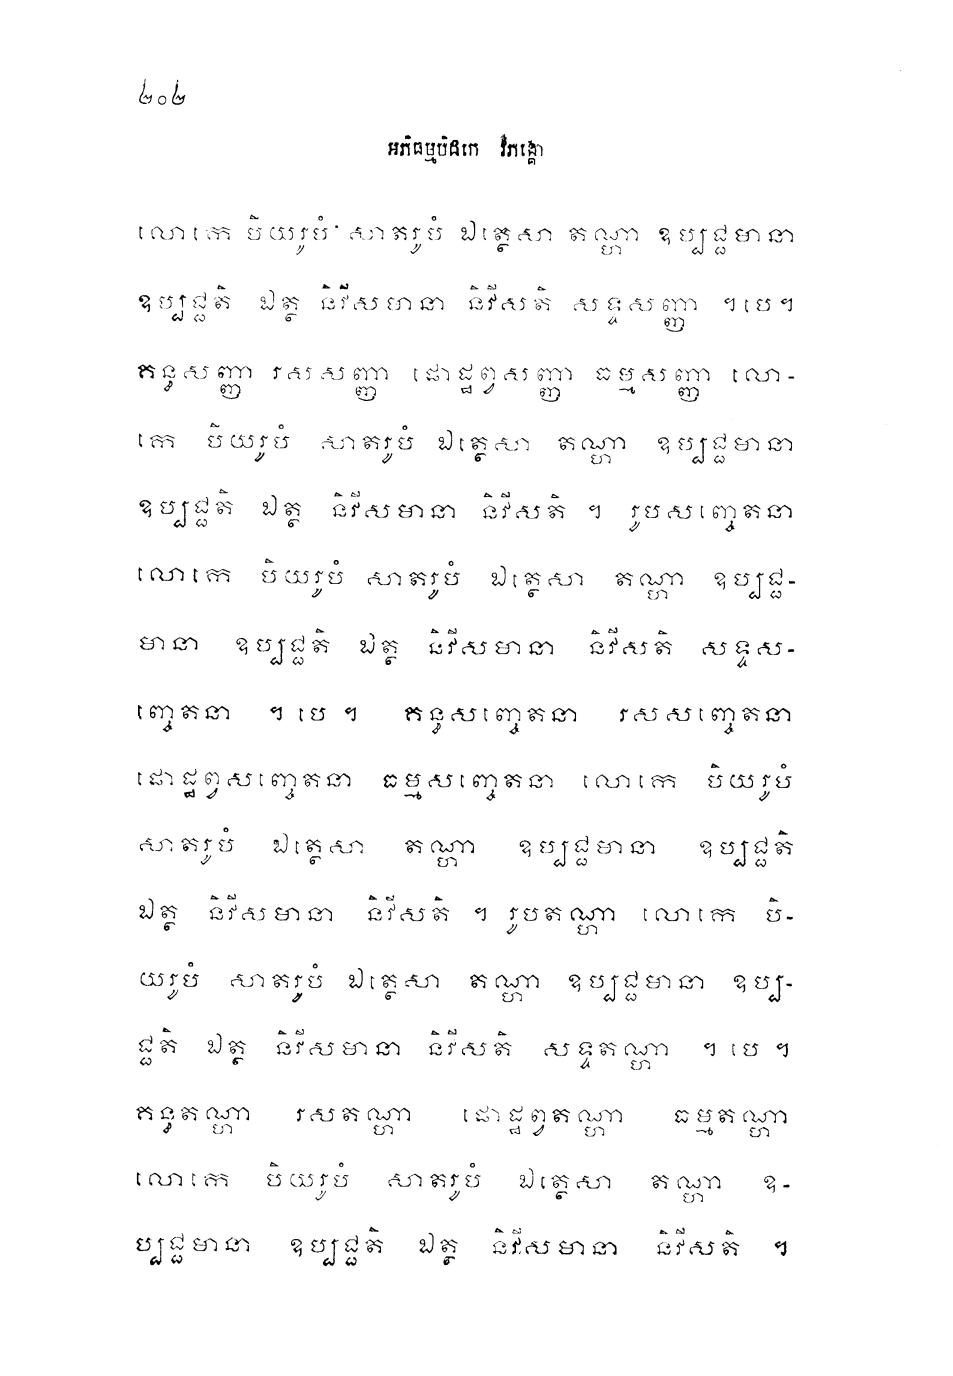 ២០២
អភិធម្មបិដកេ វិភង្គោ
លោកេ បិយរូបំ សាតរូបំ ឯត្ថេសា តណ្ហា ឧប្បជ្ជមានា
ឧប្បជ្ជតិ ឯត្ថ និវីសមានា និវីសតិ សទ្ទសញ្ញា ។បេ។
គន្ធសញ្ញា រសសញ្ញា ផោដ្ឋព្វសញ្ញា ធម្មសញ្ញា លោ-
កេ បិយរូបំ សាតរូបំ ឯត្ថេសា តណ្ហា ឧប្បជ្ជមានា
ឧប្បជ្ជតិ ឯត្ថ និវីសមានា និវីសតិ ។ រូបសញ្ចេតនា
លោកេ បិយរូបំ សាតរូបំ ឯត្ថេសា តណ្ហា ឧប្បជ្ជ-
មានា ឧប្បជ្ជតិ ឯត្ថ និវីសមានា និវីសតិ សទ្ទស-
ញ្ចេតនា ។ បេ ។ គន្ធសញ្ចេតនា រសសញ្ចេតនា
ផោដ្ឋព្វសញ្ចេតនា ធម្មសញ្ចេតនា លោកេ បិយរូបំ
សាតរូបំ ឯត្ថេសា តណ្ហា ឧប្បជ្ជមានា ឧប្បជ្ជតិ
ឯត្ថ និវីសមានា និវីសតិ ។ រូបតណ្ហា លោកេ បិ-
យរូបំ សាតរូបំ ឯត្ថេសា តណ្ហា ឧប្បជ្ជមានា ឧប្ប-
ជ្ជតិ ឯត្ថ និវីសមានា និវីសតិ សទ្ទតណ្ហា ។ បេ ។
គន្ធតណ្ហា រសតណ្ហា ផោដ្ឋព្វតណ្ហា ធម្មតណ្ហា
លោកេ បិយរូបំ សាតរូបំ ឯត្ថេសា តណ្ហា ឧ-
ប្បជ្ជមានា ឧប្បជ្ជតិ ឯត្ថ និវីសមានា និវីសតិ ។